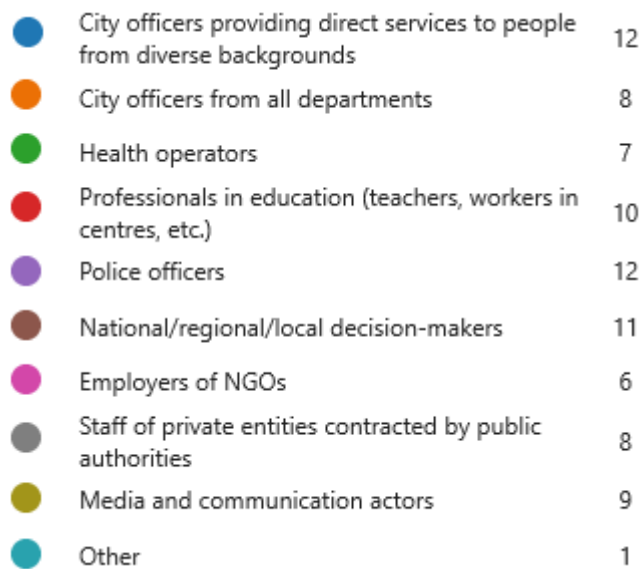 City officers providing direct services to people
from diverse backgrounds 12
City officers from all departments 8
Health operators 7
Professionals in education (teachers, workers in
centres, etc.) 10
Police officers 12
National/regional/local decision-makers 11
Employers of NGOs 6
Staff of private entities contracted by public
authorities 8
Media and communication actors 9
Other 1